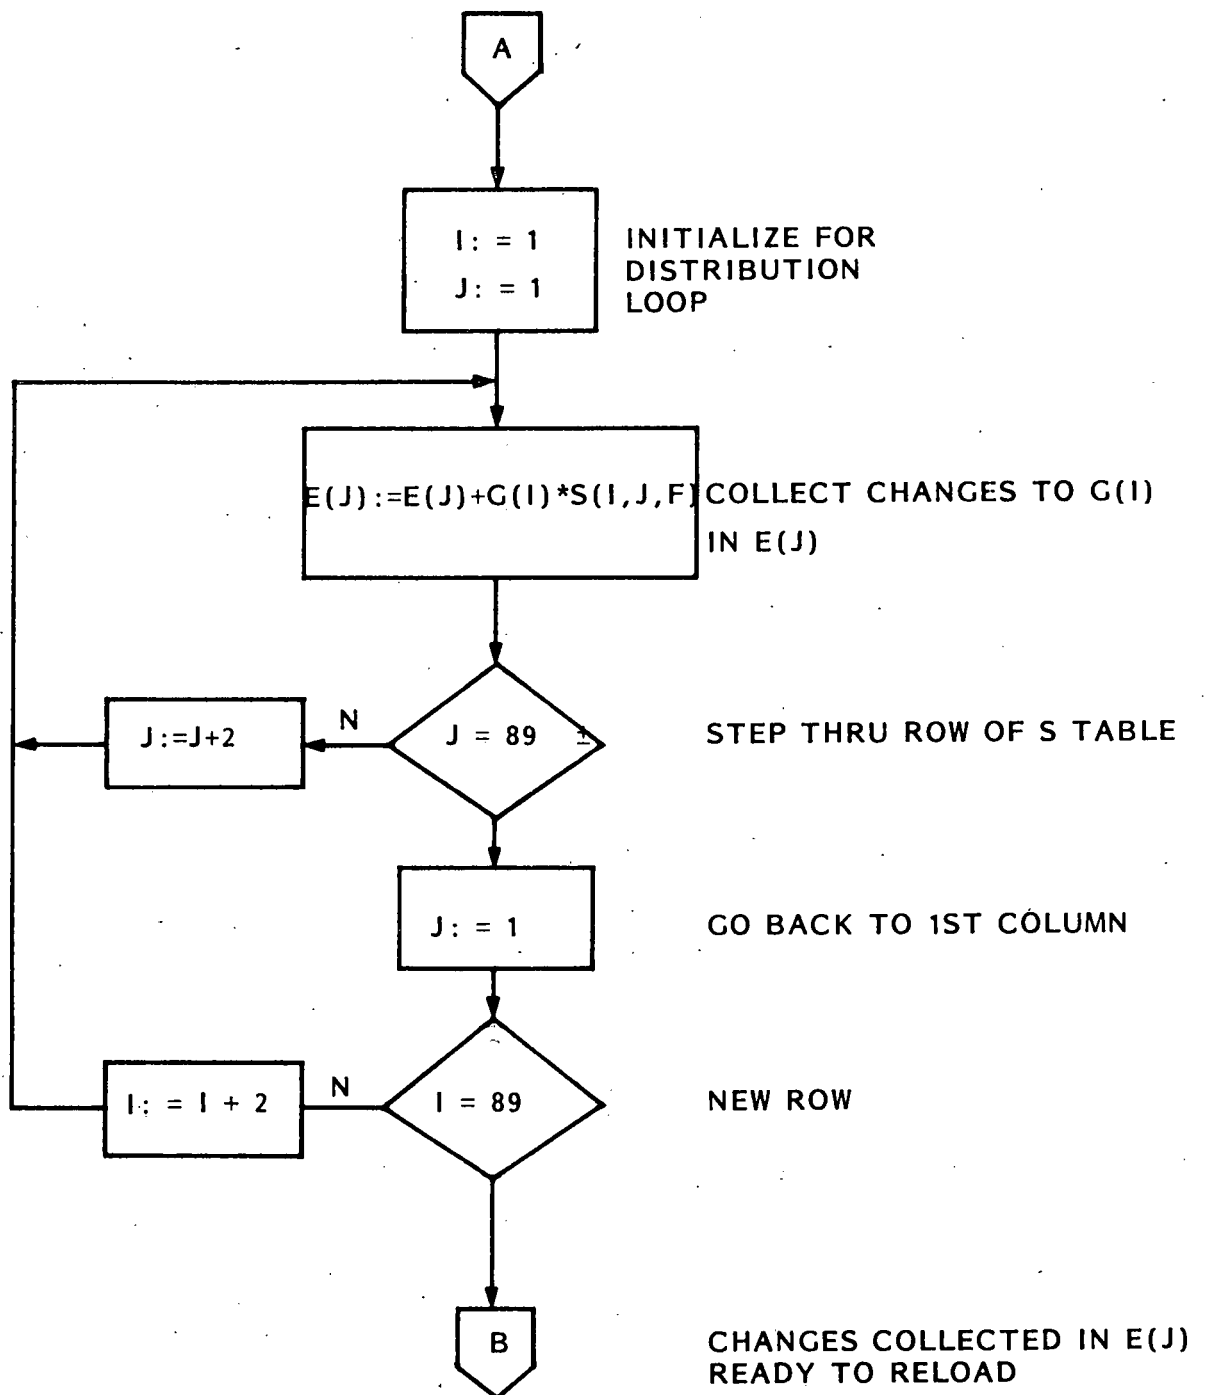 A
I: = 1
J: = 1
INITIALIZE FOR
DISTRIBUTION
LOOP
E(J):=E(J)+G(I)*S(I,J,F)
COLLECT CHANGES TO G(I)
IN E(J)
J:=J+2
N
J = 89
STEP THRU ROW OF S TABLE
J: = 1
GO BACK TO 1ST COLUMN
I: = I + 2
N
I = 89
NEW ROW
B
CHANGES COLLECTED IN E(J)
READY TO RELOAD